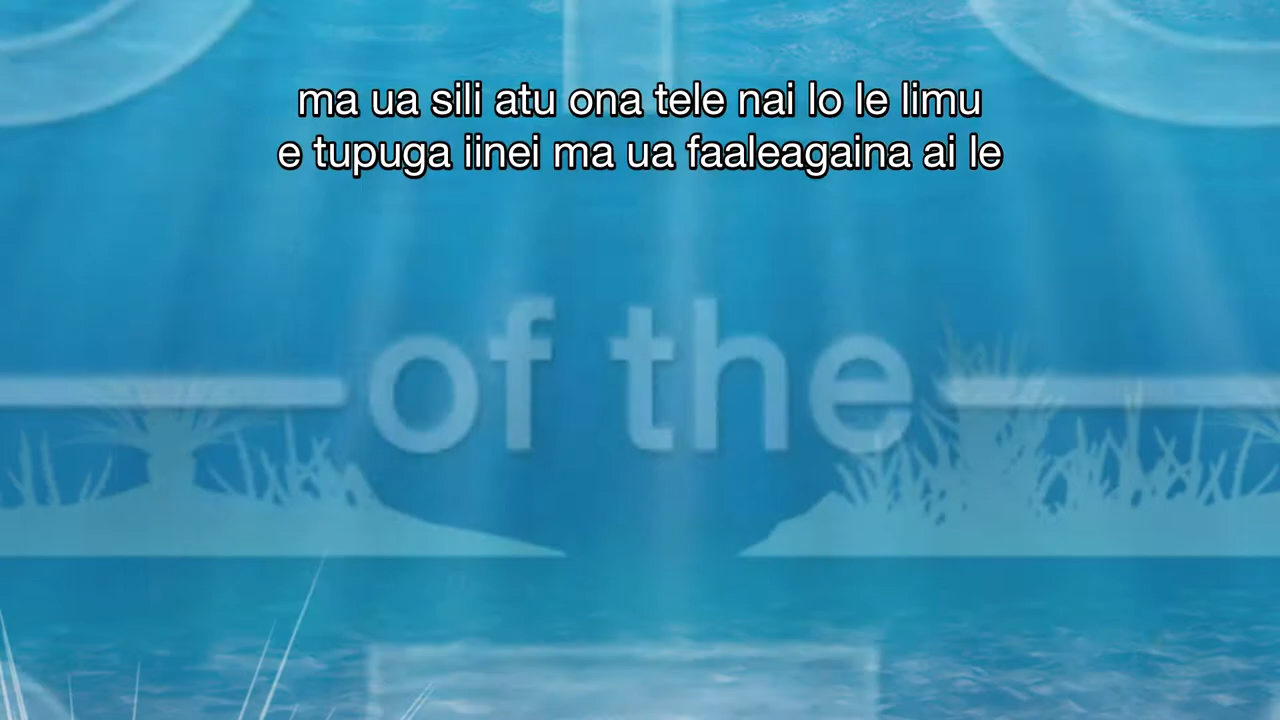 ma ua sili atu ona tele nai lo le limu
e tupuga iinei ma ua faaleagaina ai le
of the